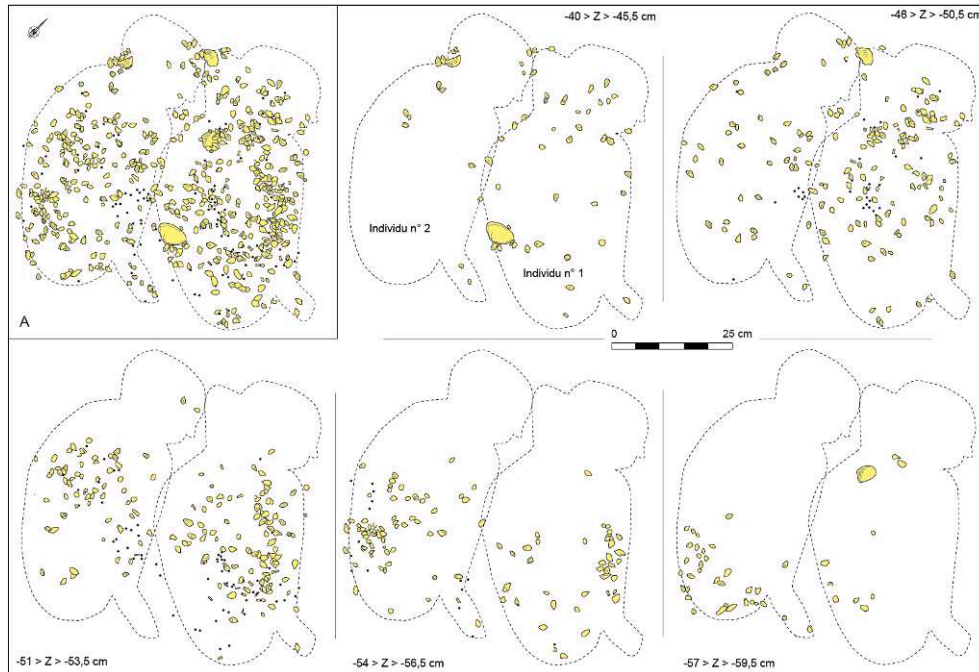 A
-40 > Z > -45,5 cm
Individu n° 2
Individu n° 1
-46 > Z > -50,5 cm
0 25 cm
-51 > Z > -53,5 cm
-54 > Z > -56,5 cm
-57 > Z > -59,5 cm